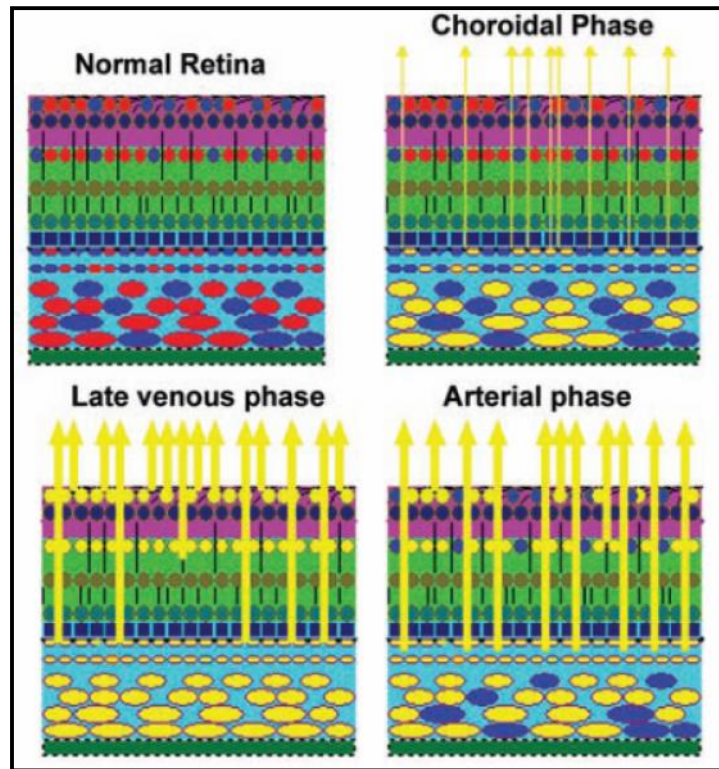 Choroidal Phase
Normal Retina
Late venous phase
Arterial phase